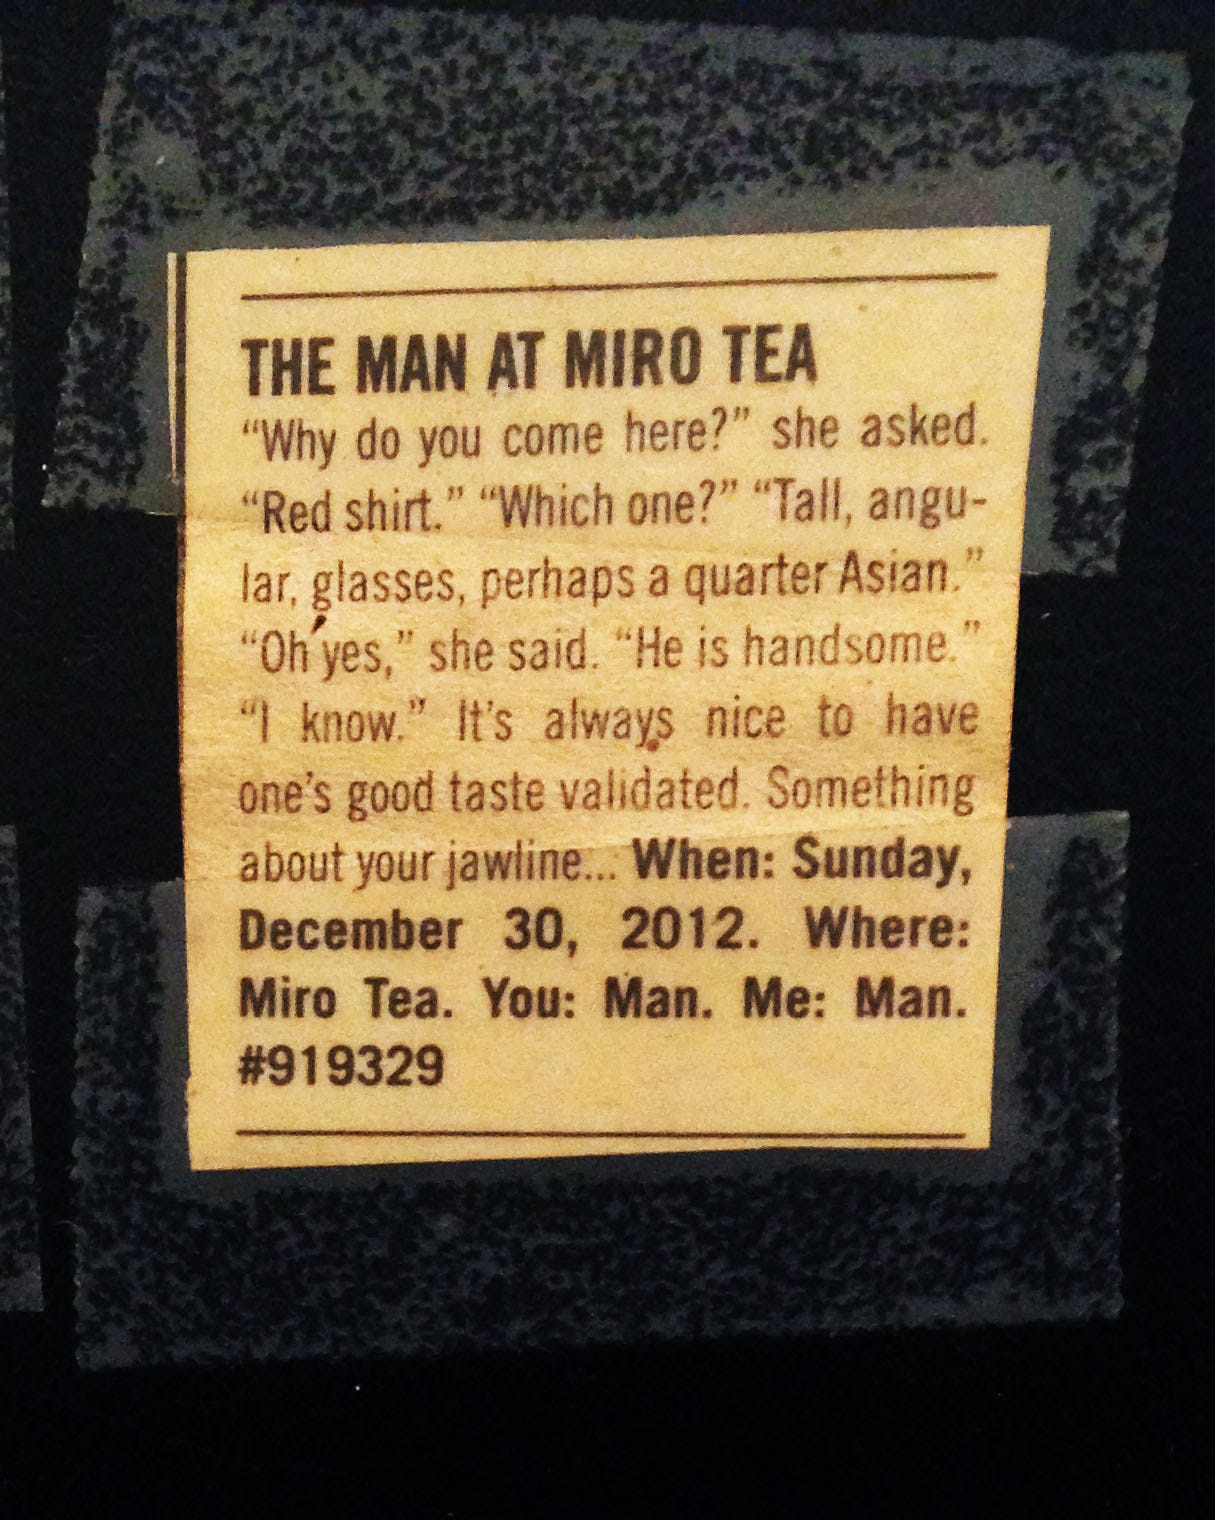 THE MAN AT MIRO TEA
“Why do you come here?” she asked.
“Red shirt.” “Which one?” “Tall, angu-
lar, glasses, perhaps a quarter Asian.”
“Oh yes,” she said. “He is handsome.”
“I know.” It’s always nice to have
one’s good taste validated. Something
about your jawline... When: Sunday,
December 30, 2012. Where:
Miro Tea. You: Man. Me: Man.
#919329